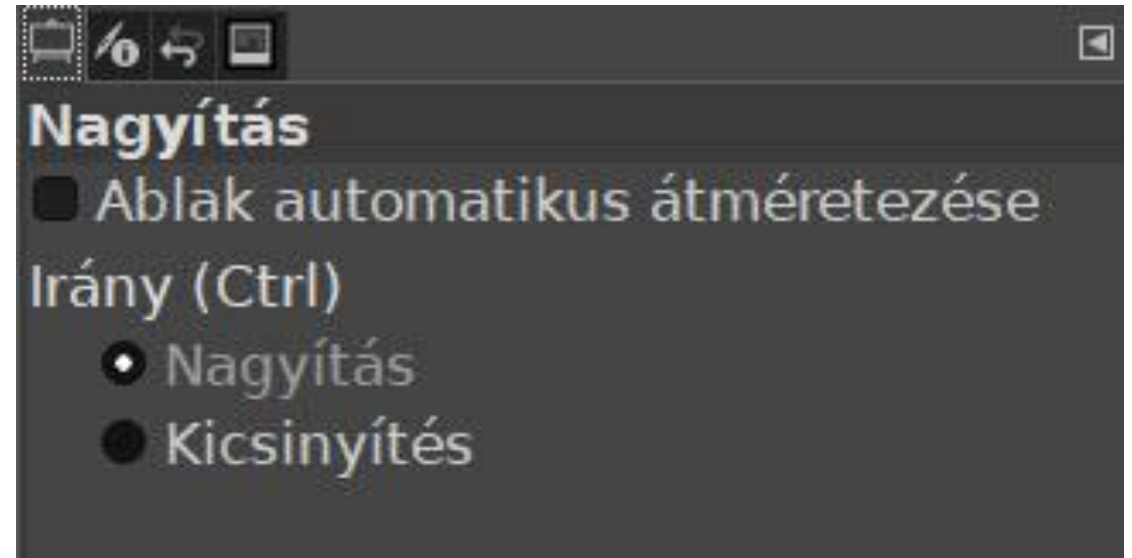 Nagyítás
Ablak automatikus átméretezése
Irány (Ctrl)
Nagyítás
Kicsinyítés